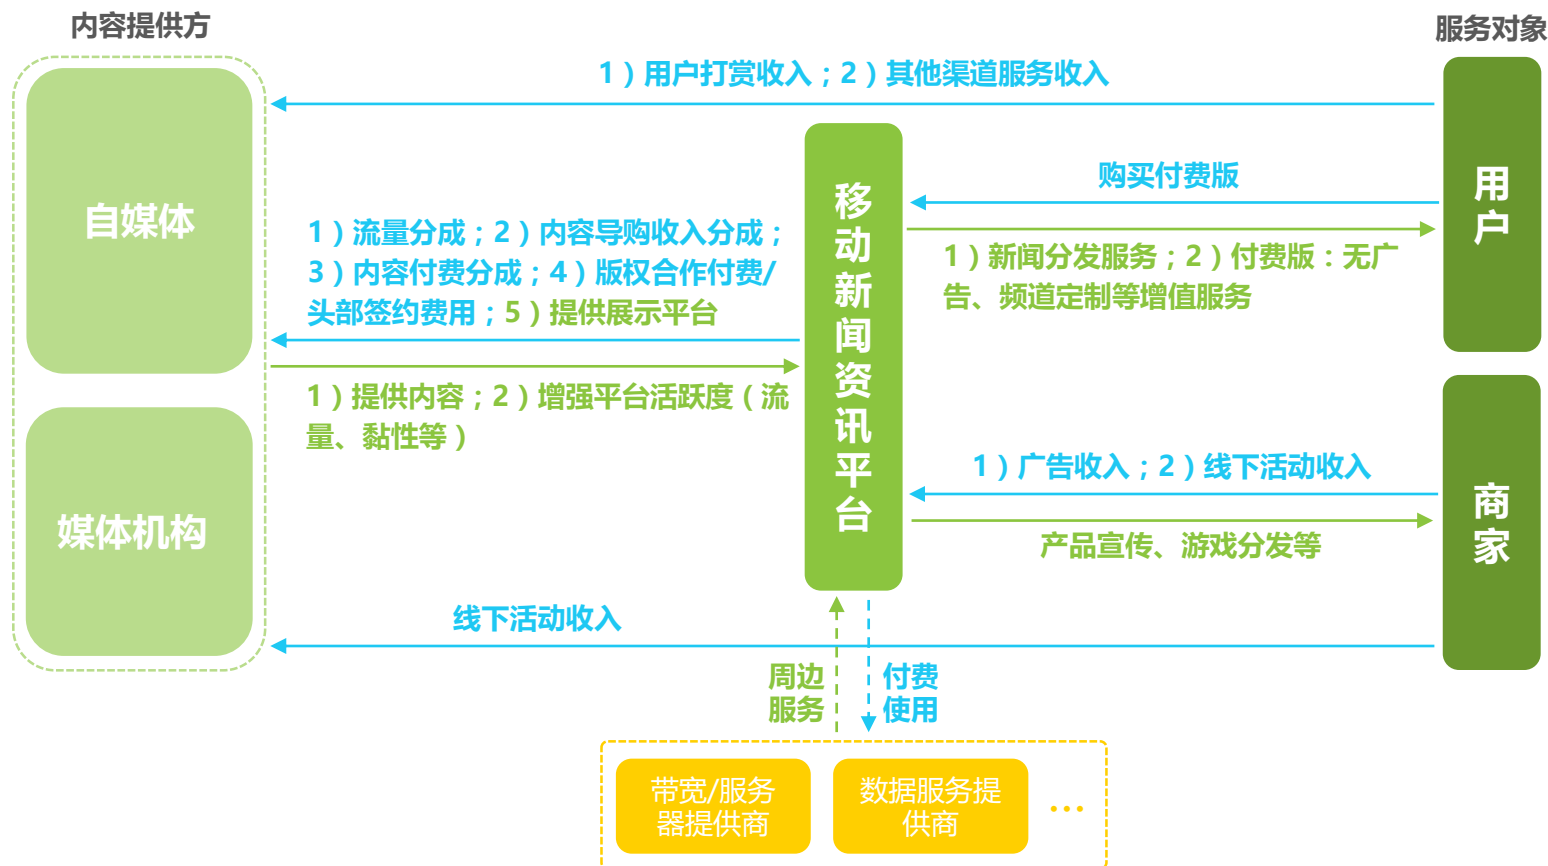 内容提供方
服务对象
1）用户打赏收入；2）其他渠道服务收入
自媒体
媒体机构
1）流量分成；2）内容导购收入分成；
3）内容付费分成；4）版权合作付费/
头部签约费用；5）提供展示平台
1）提供内容；2）增强平台活跃度（流
量、黏性等）
移
动
新
闻
资
讯
平
台
购买付费版
1）新闻分发服务；2）付费版：无广
告、频道定制等增值服务
用
户
1）广告收入；2）线下活动收入
产品宣传、游戏分发等
商
家
线下活动收入
周边
服务
付费
使用
带宽/服务
器提供商
数据服务提
供商
...